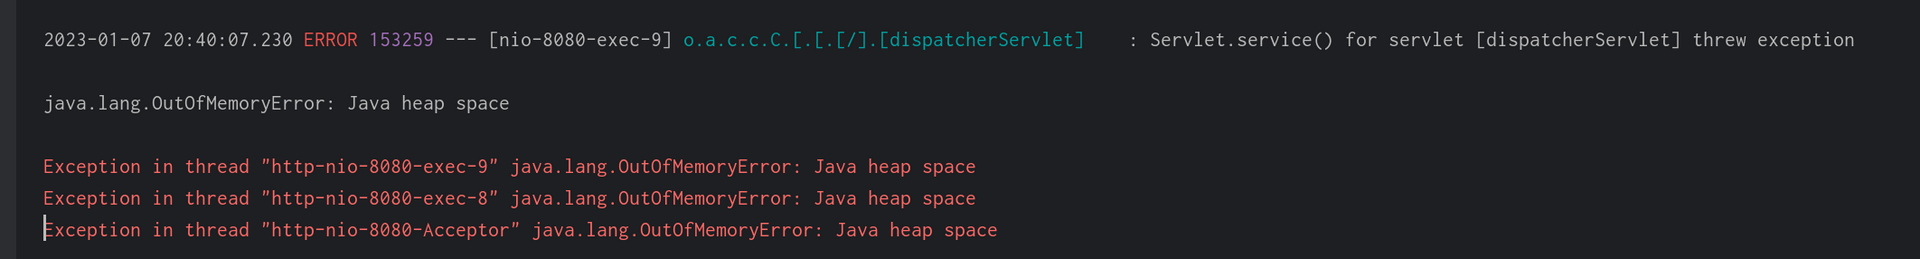 2023-01-07 20:40:07.230 ERROR 153259 --- [nio-8080-exec-9] o.a.c.c.C.[.[.[/].[dispatcherServlet]    : Servlet.service() for servlet [dispatcherServlet] threw exception
java.lang.OutOfMemoryError: Java heap space
Exception in thread "http-nio-8080-exec-9" java.lang.OutOfMemoryError: Java heap space
Exception in thread "http-nio-8080-exec-8" java.lang.OutOfMemoryError: Java heap space
Exception in thread "http-nio-8080-Acceptor" java.lang.OutOfMemoryError: Java heap space